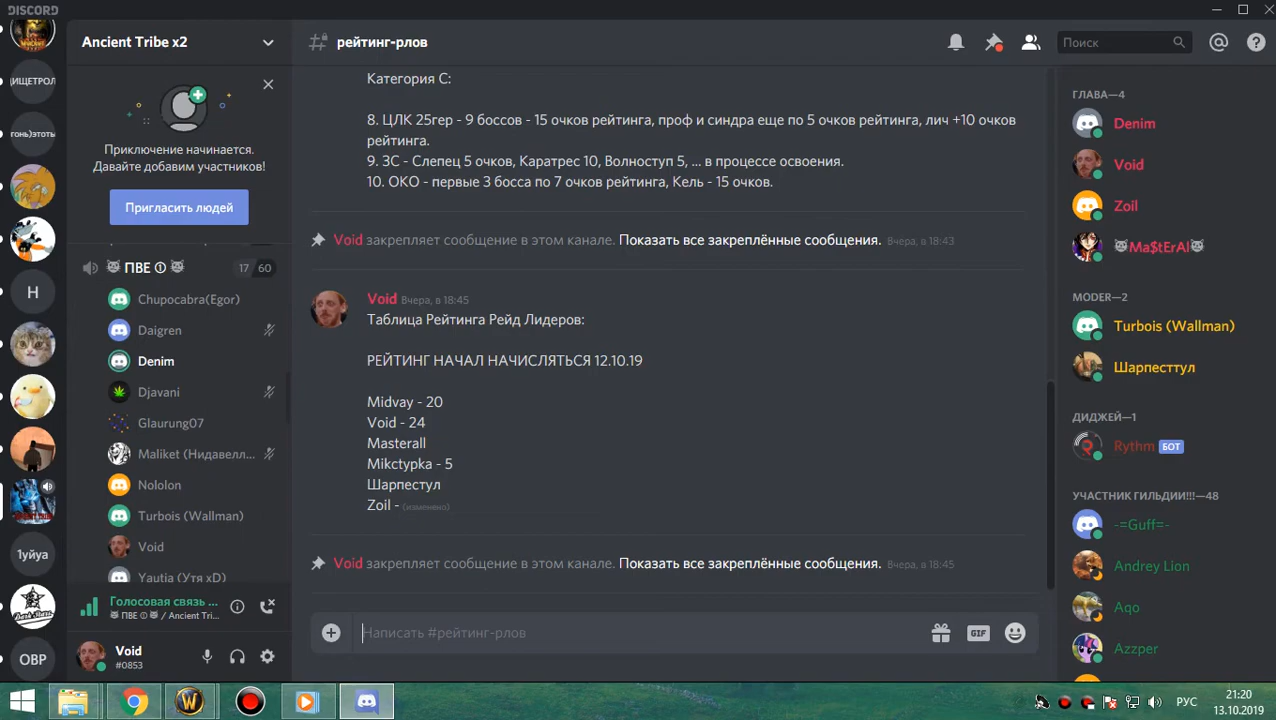 DISCORD
Ancient Tribe x2
рейтинг-рлов
Поиск
ИЩЕТРОЛ
Приключение начинается.
Давайте добавим участников!
Пригласить людей
ПВЕ
17 60
Chupocabra(Egor)
Daigren
Denim
Djavani
Glaurung07
Maliket (Нидавелл...
Nololon
Turbois (Wallman)
Void
Yautia (Утя xD)
Н
1уйуа
ОВР
Голосовая связь ...
ПВЕ / Ancient Tri...
Void
#0853
Категория С:
8. ЦЛК 25гер - 9 боссов - 15 очков рейтинга, проф и синдра еще по 5 очков рейтинга, лич +10 очков
рейтинга.
9. ЗС - Слепец 5 очков, Каратрес 10, Волноступ 5, ... в процессе освоения.
10. ОКО - первые 3 босса по 7 очков рейтинга, Кель - 15 очков.
Void закрепляет сообщение в этом канале. Показать все закреплённые сообщения. Вчера, в 18:43
Void Вчера, в 18:45
Таблица Рейтинга Рейд Лидеров:
РЕЙТИНГ НАЧАЛ НАЧИСЛЯТЬСЯ 12.10.19
Midvay - 20
Void - 24
Masterall
Mikctypka - 5
Шарпестул
Zoil - (изменено)
Void закрепляет сообщение в этом канале. Показать все закреплённые сообщения. Вчера, в 18:45
Написать #рейтинг-рлов
GIF
ГЛАВА—4
Denim
Void
Zoil
Ma$tErAl
MODER—2
Turbois (Wallman)
Шарпесттул
ДИДЖЕЙ—1
Rythm БОТ
УЧАСТНИК ГИЛЬДИИ!!!—48
-=Guff=-
Andrey Lion
Aqo
Azzper
РУС
21:20
13.10.2019